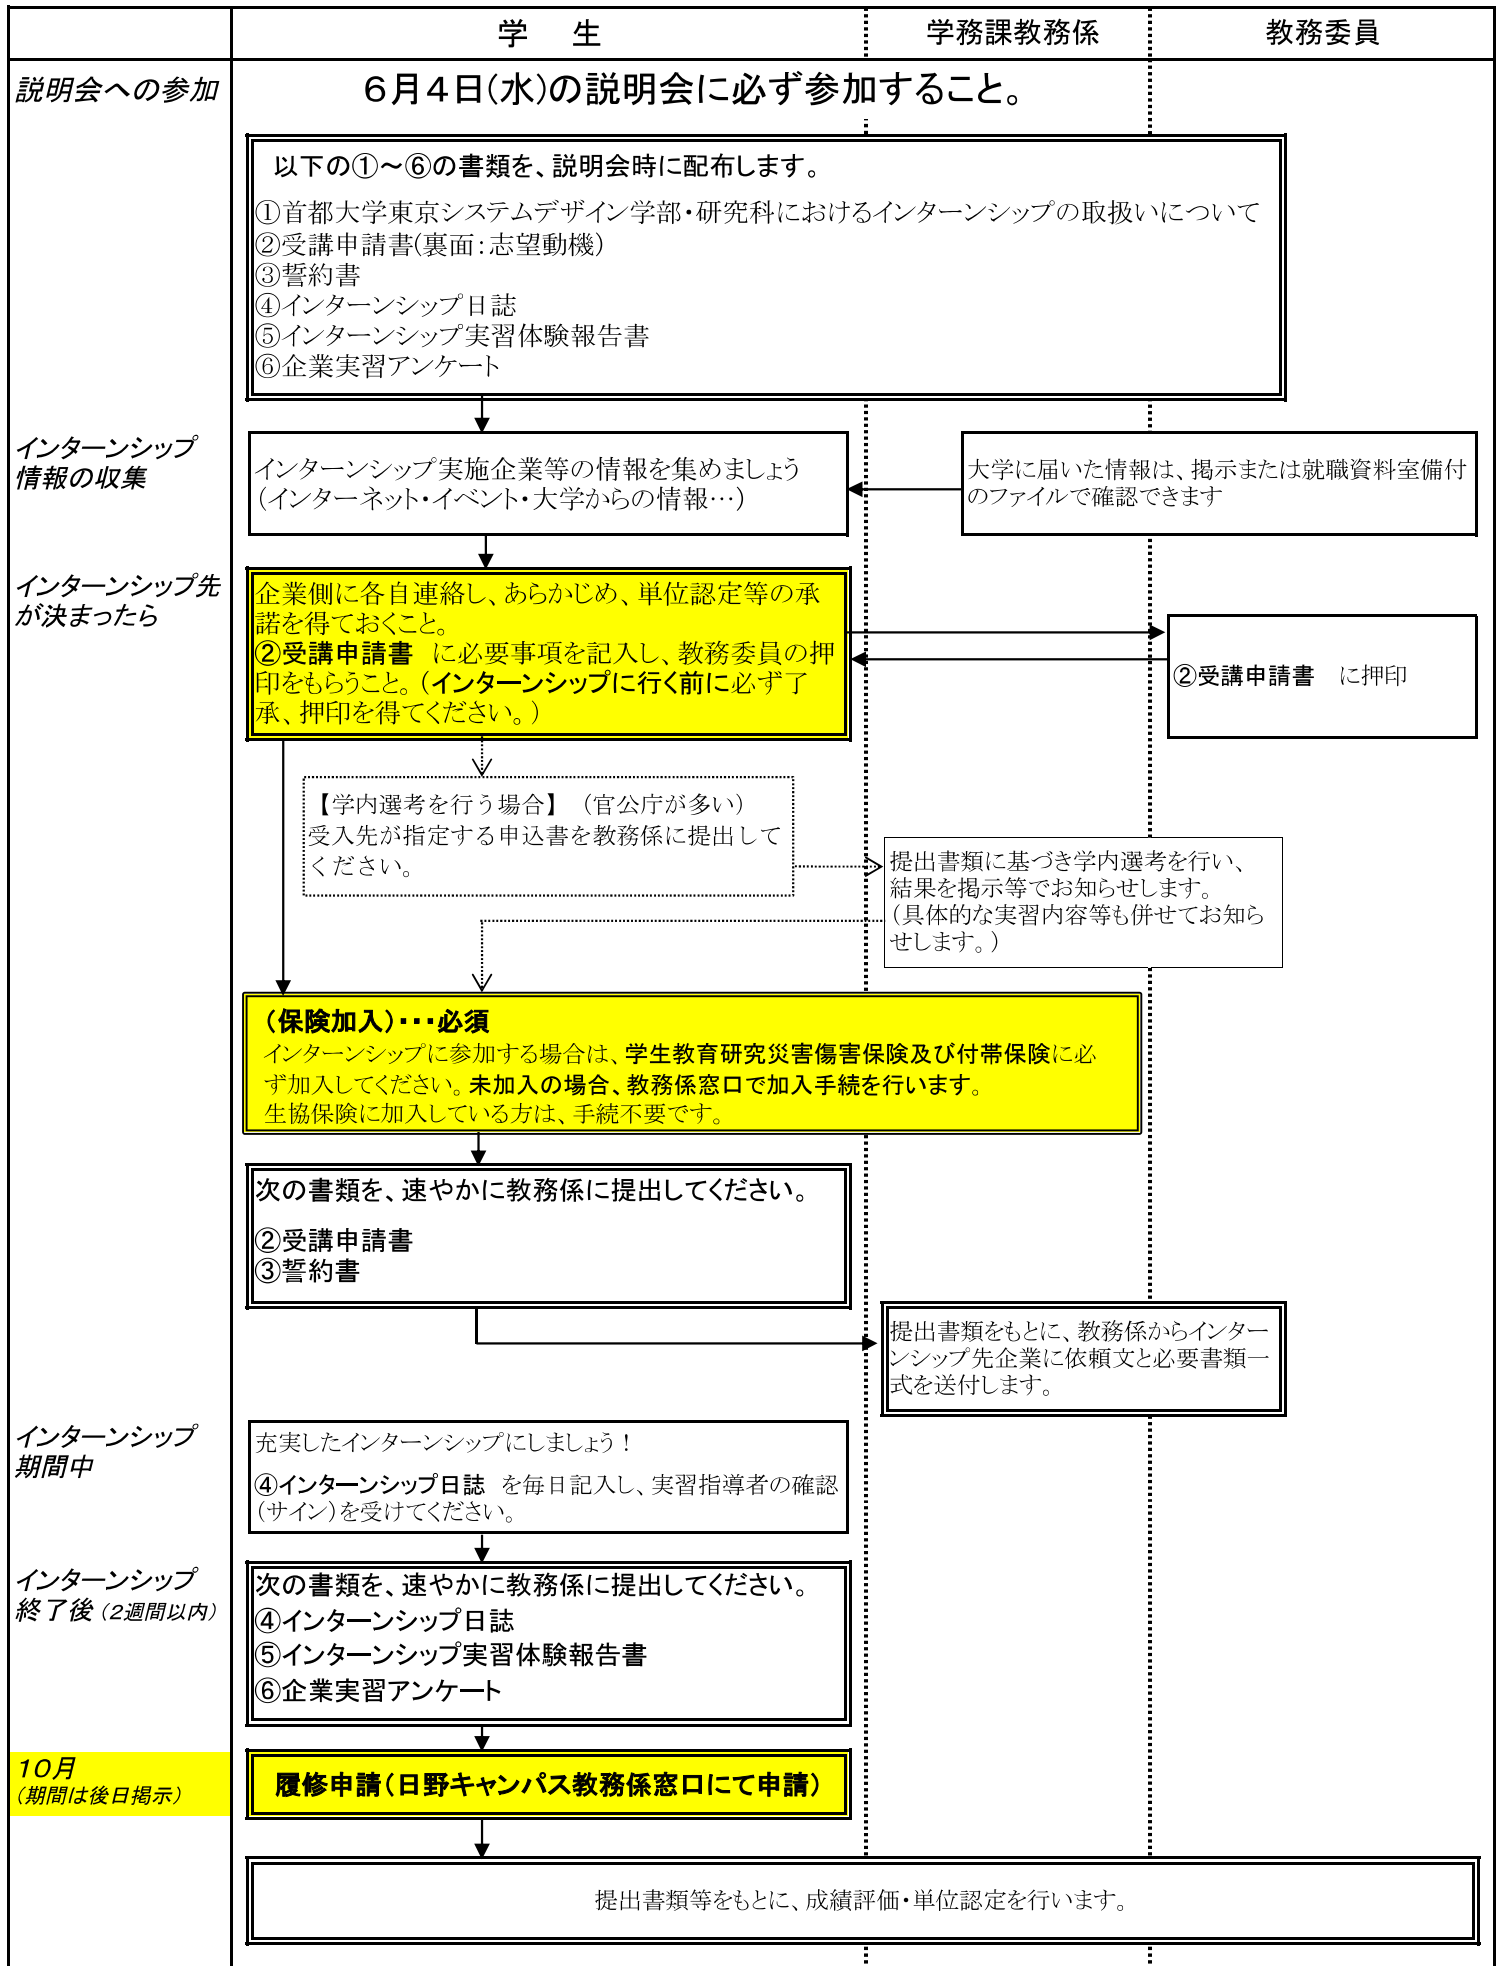 学　生
学務課教務係
教務委員
説明会への参加
６月４日(水)の説明会に必ず参加すること。
以下の①～⑥の書類を、説明会時に配布します。
①首都大学東京システムデザイン学部・研究科におけるインターンシップの取扱いについて
②受講申請書(裏面：志望動機)
③誓約書
④インターンシップ日誌
⑤インターンシップ実習体験報告書
⑥企業実習アンケート
インターンシップ
情報の収集
インターンシップ実施企業等の情報を集めましょう
（インターネット・イベント・大学からの情報…）
大学に届いた情報は、掲示または就職資料室備付
のファイルで確認できます
インターンシップ先
が決まったら
企業側に各自連絡し、あらかじめ、単位認定等の承
諾を得ておくこと。
②受講申請書　に必要事項を記入し、教務委員の押
印をもらうこと。（インターンシップに行く前に必ず了
承、押印を得てください。）
②受講申請書　に押印
【学内選考を行う場合】（官公庁が多い）
受入先が指定する申込書を教務係に提出して
ください。
提出書類に基づき学内選考を行い、
結果を掲示等でお知らせします。
（具体的な実習内容等も併せてお知ら
せします。）
（保険加入）・・・必須
インターンシップに参加する場合は、学生教育研究災害傷害保険及び付帯保険に必
ず加入してください。未加入の場合、教務係窓口で加入手続を行います。
生協保険に加入している方は、手続不要です。
次の書類を、速やかに教務係に提出してください。
②受講申請書
③誓約書
提出書類をもとに、教務係からインター
ンシップ先企業に依頼文と必要書類一
式を送付します。
インターンシップ
期間中
充実したインターンシップにしましょう！
④インターンシップ日誌　を毎日記入し、実習指導者の確認
（サイン）を受けてください。
インターンシップ
終了後（２週間以内）
次の書類を、速やかに教務係に提出してください。
④インターンシップ日誌
⑤インターンシップ実習体験報告書
⑥企業実習アンケート
１０月
（期間は後日掲示）
履修申請（日野キャンパス教務係窓口にて申請）
提出書類等をもとに、成績評価・単位認定を行います。